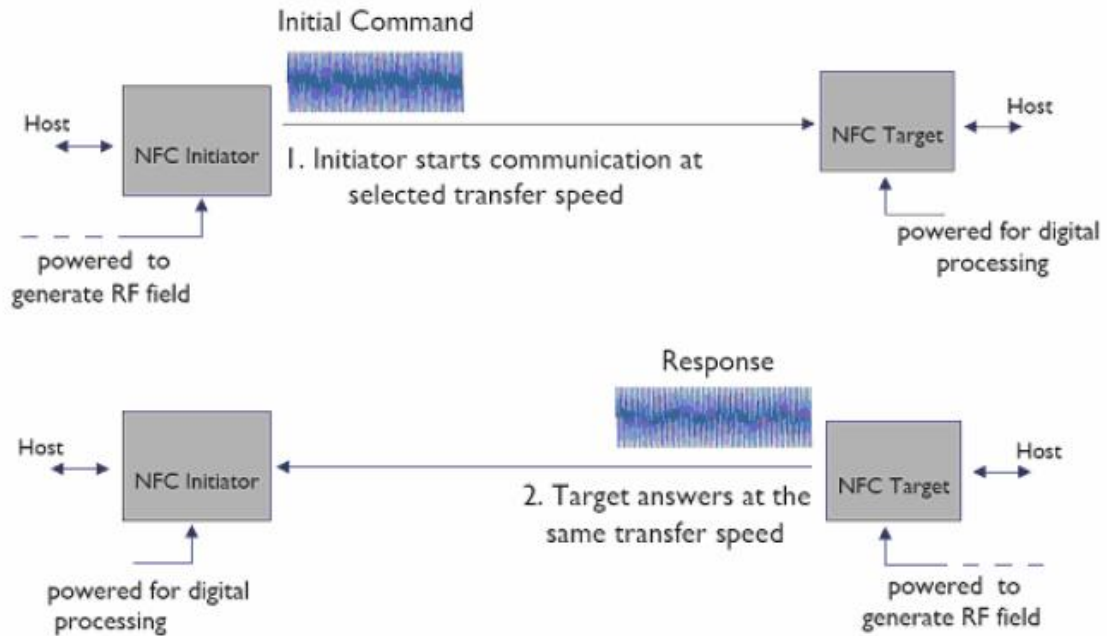 Initial Command
Host
NFC Initiator
1. Initiator starts communication at
selected transfer speed
NFC Target
Host
powered to
generate RF field
powered for digital
processing
Response
Host
NFC Initiator
2. Target answers at the
same transfer speed
NFC Target
Host
powered for digital
processing
powered to
generate RF field